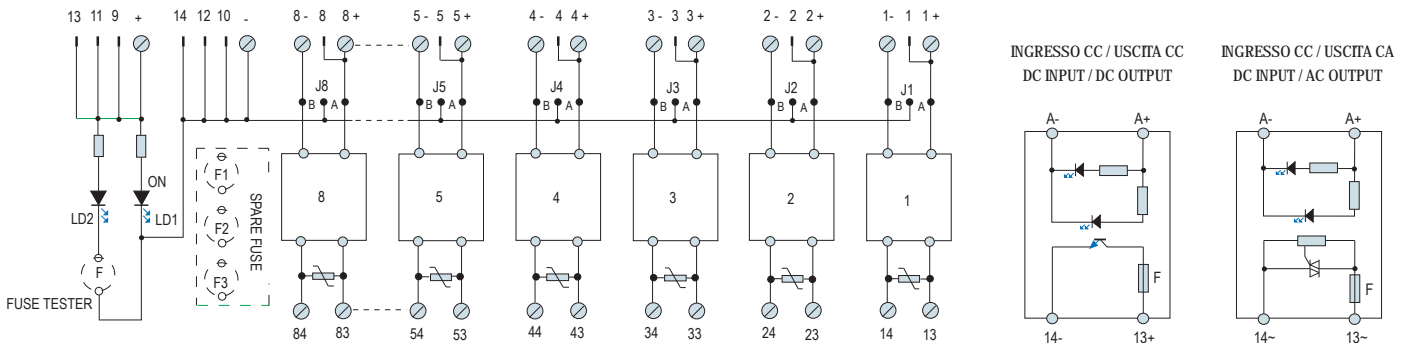 13 11 9 + 14 12 10 - 8 - 8 8 + 5 - 5 5 + 4 - 4 4 + 3 - 3 3 + 2 - 2 2 + 1 - 1 1 +
INGRESSO CC / USCITA CC
DC INPUT / DC OUTPUT
INGRESSO CC / USCITA CA
DC INPUT / AC OUTPUT
J8 J5 J4 J3 J2 J1
B A B A B A B A B A B A
A- A+ A- A+
ON
LD2 LD1
F1
F2
F3
SPARE FUSE
8 5 4 3 2 1
F
FUSE TESTER
F F
84 83 54 53 44 43 34 33 24 23 14 13
14- 13+ 14~ 13~